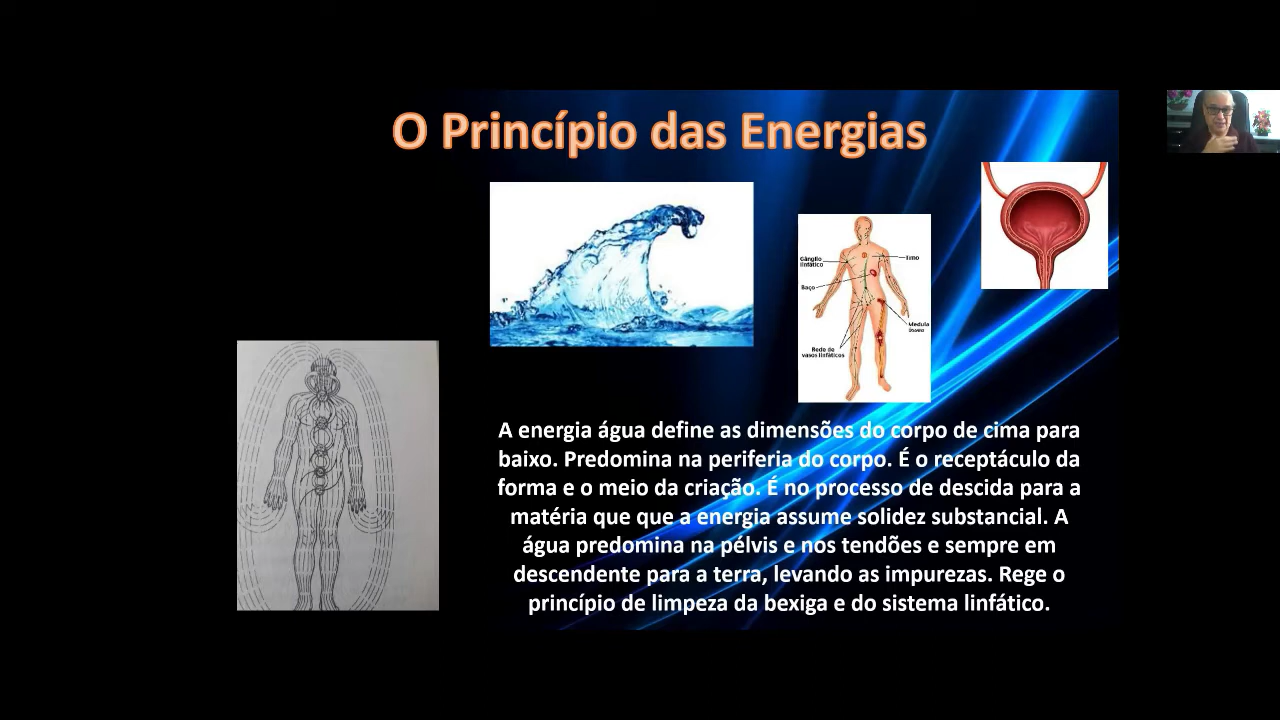 O Princípio das Energias
Gânglio
linfático
Timo
Baço
Medula
óssea
Rede de
vasos linfáticos
A energia água define as dimensões do corpo de cima para
baixo. Predomina na periferia do corpo. É o receptáculo da
forma e o meio da criação. É no processo de descida para a
matéria que que a energia assume solidez substancial. A
água predomina na pélvis e nos tendões e sempre em
descendente para a terra, levando as impurezas. Rege o
princípio de limpeza da bexiga e do sistema linfático.